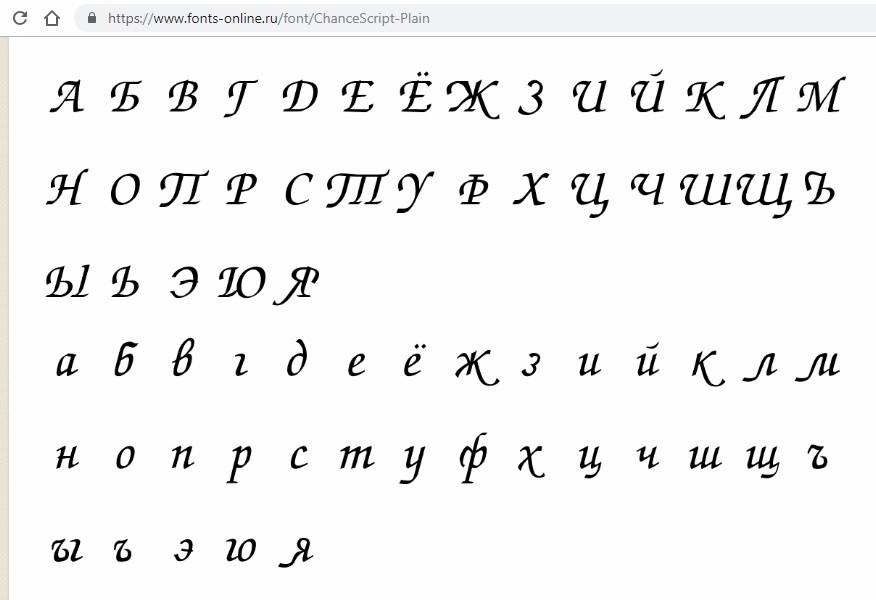 https://www.fonts-online.ru/font/ChanceScript-Plain
А Б В Г Д Е Ё Ж З И Й К Л М
Н О П Р С Т У Ф Х Ц Ч Ш Щ Ъ
Ы Ь Э Ю Я
а б в г д е ё ж з и й к л м
н о п р с т у ф х ц ч ш щ ъ
ы ь э ю я